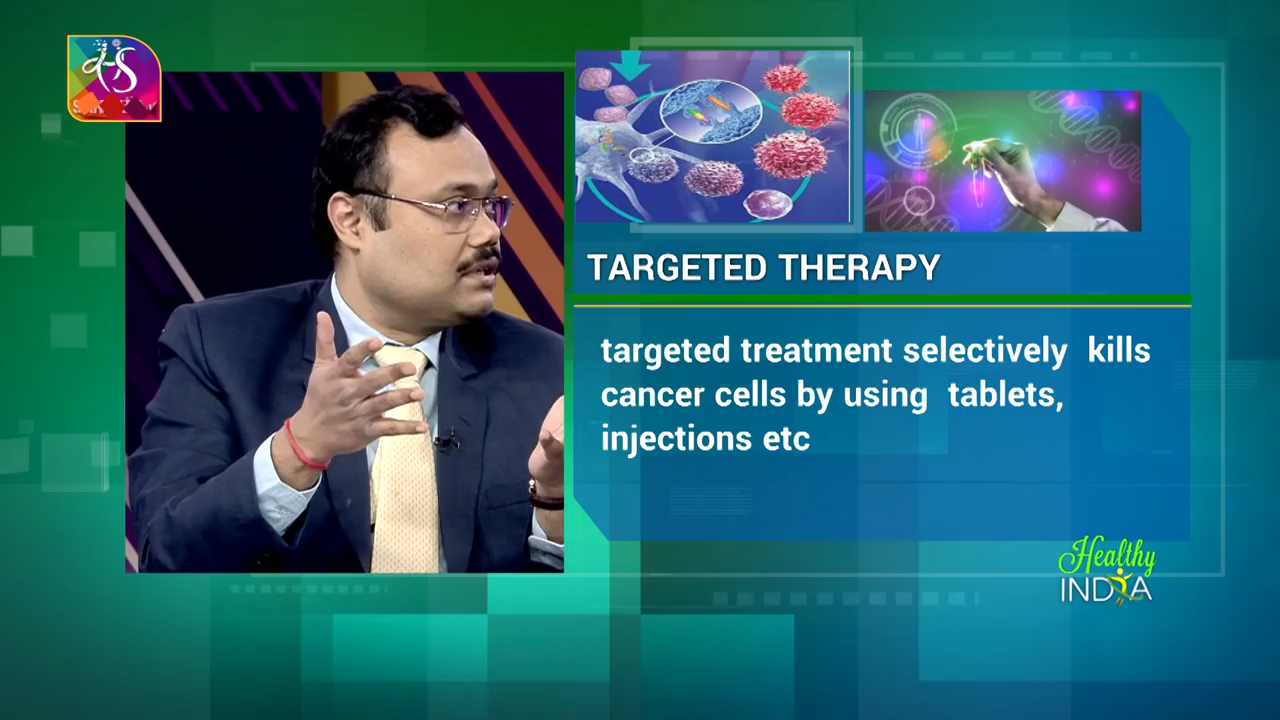 TARGETED THERAPY
targeted treatment selectively kills
cancer cells by using tablets,
injections etc
Healthy
INDIA